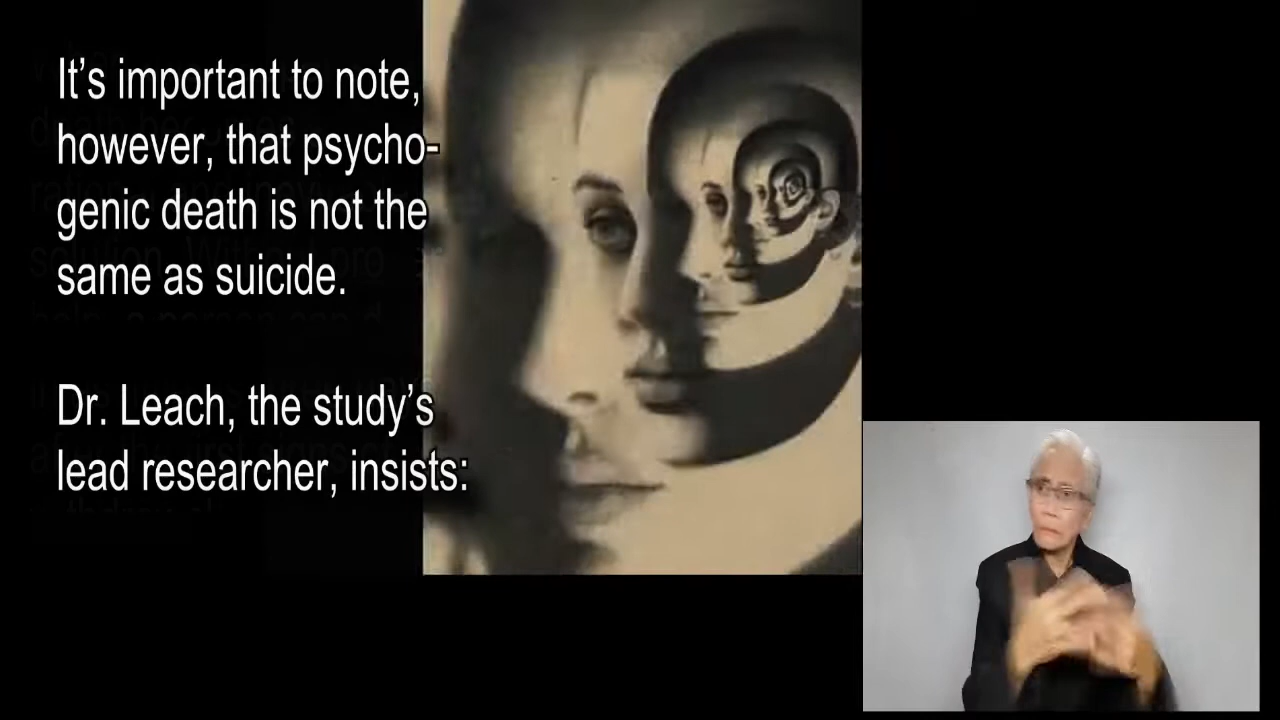 It’s important to note,
however, that psycho-
genic death is not the
same as suicide.
Dr. Leach, the study’s
lead researcher, insists: